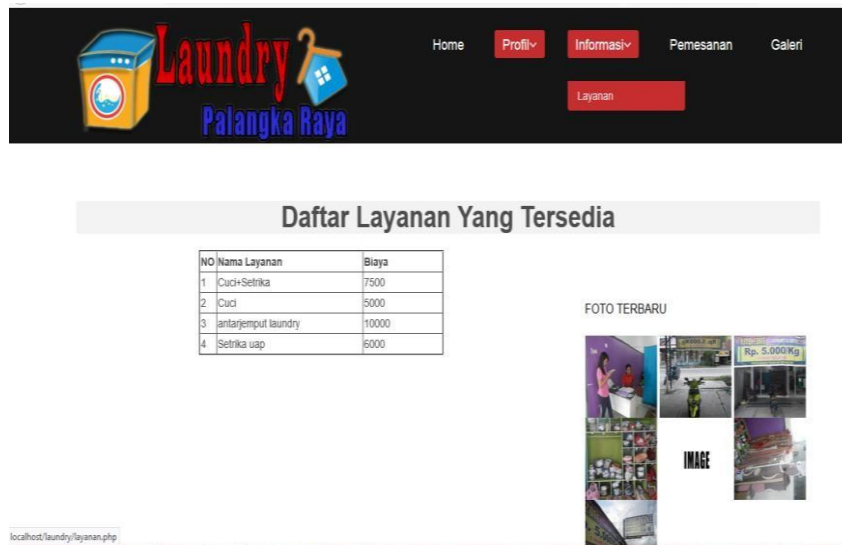 Laundry
Palangka Raya
Home Profil Informasi Pemesanan Galeri
Layanan
Daftar Layanan Yang Tersedia
NO Nama Layanan Biaya
1 Cuci+Setrika 7500
2 Cuci 5000
3 antarjemput laundry 10000
4 Setrika uap 6000
FOTO TERBARU
Rp. 5.000/Kg
IMAGE
localhost/laundry/layanan.php